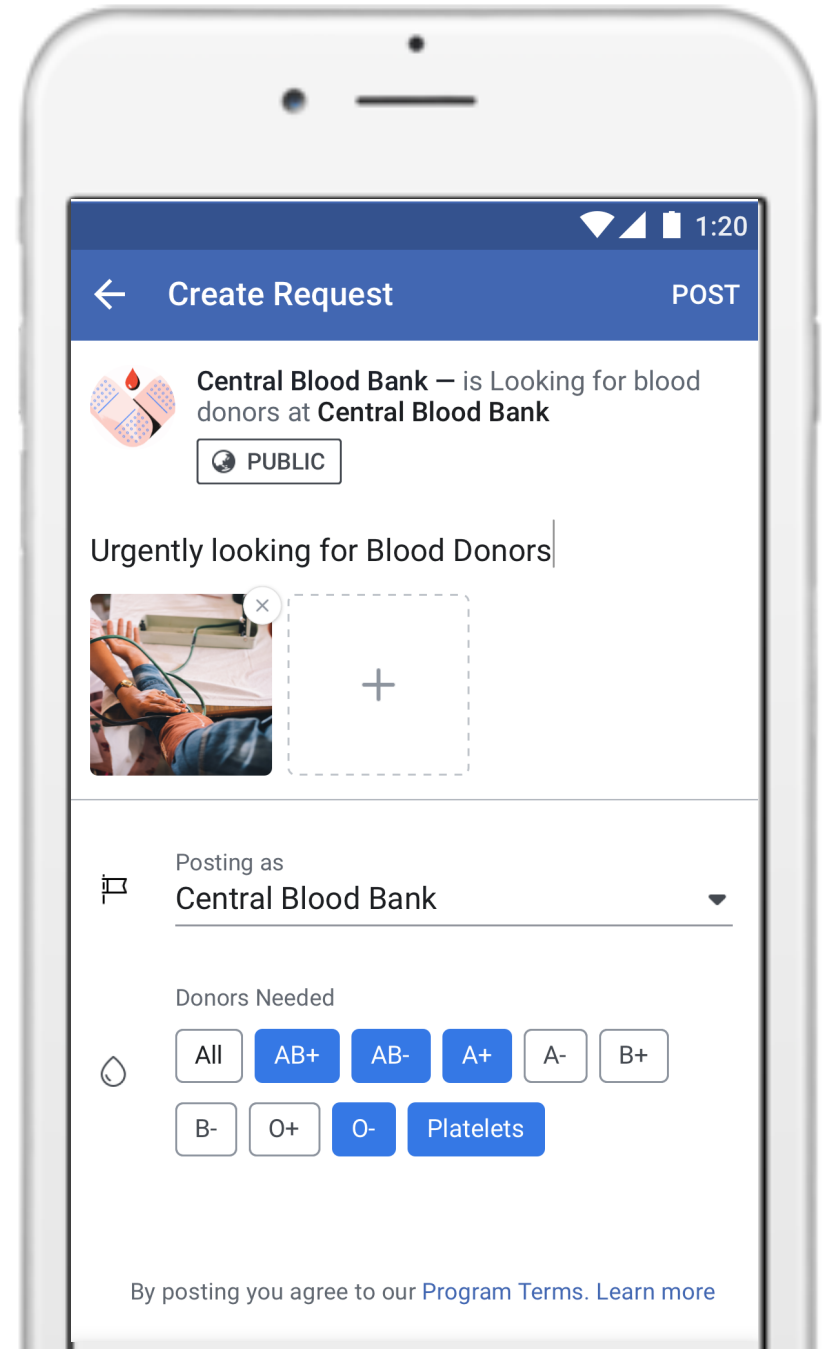 1:20
Create Request POST
Central Blood Bank — is Looking for blood
donors at Central Blood Bank
PUBLIC
Urgently looking for Blood Donors
Posting as
Central Blood Bank
Donors Needed
All AB+ AB- A+ A- B+
B- O+ O- Platelets
By posting you agree to our Program Terms. Learn more